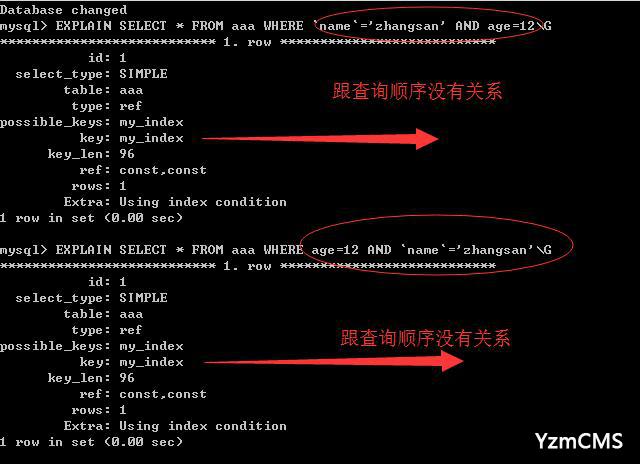 Database changed
mysql> EXPLAIN SELECT * FROM aaa WHERE `name`='zhangsan' AND age=12\G
*************************** 1. row ***************************
id: 1
select_type: SIMPLE
table: aaa
type: ref
possible_keys: my_index
key: my_index
key_len: 96
ref: const,const
rows: 1
Extra: Using index condition
1 row in set (0.00 sec)
跟查询顺序没有关系
mysql> EXPLAIN SELECT * FROM aaa WHERE age=12 AND `name`='zhangsan'\G
*************************** 1. row ***************************
id: 1
select_type: SIMPLE
table: aaa
type: ref
possible_keys: my_index
key: my_index
key_len: 96
ref: const,const
rows: 1
Extra: Using index condition
1 row in set (0.00 sec)
跟查询顺序没有关系
YzmCMS